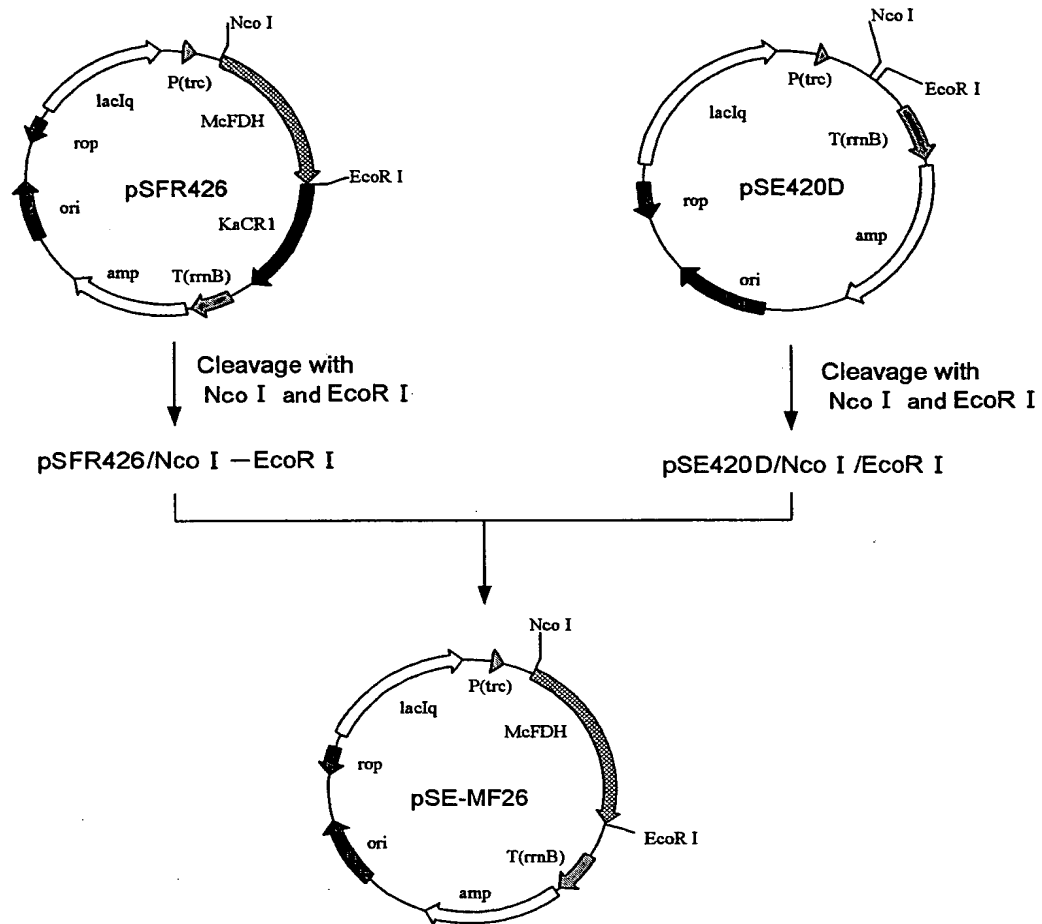 Nco I
P(trc)
lacIq
McFDH
rop
pSFR426
EcoR I
ori
KaCR1
amp
T(rrnB)
Nco I
P(trc)
EcoR I
lacIq
T(rrnB)
pSE420D
rop
amp
ori
Cleavage with
Nco I and EcoR I
Cleavage with
Nco I and EcoR I
pSFR426/Nco I —EcoR I
pSE420D/Nco I /EcoR I
Nco I
P(trc)
lacIq
McFDH
rop
pSE-MF26
ori
EcoR I
T(rrnB)
amp